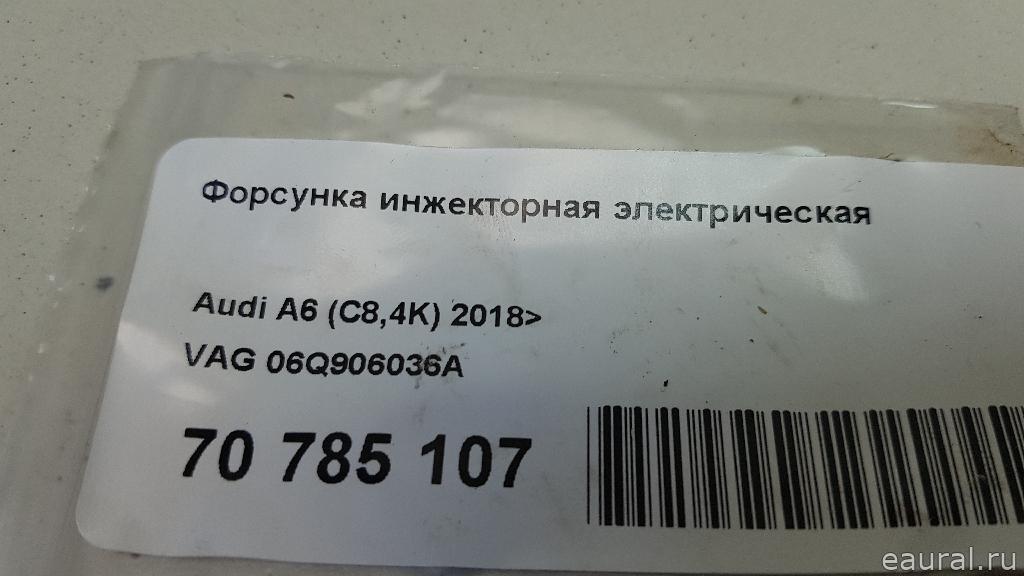 Форсунка инжекторная электрическая
Audi A6 (C8,4K) 2018>
VAG 06Q906036A
70 785 107
eaural.ru